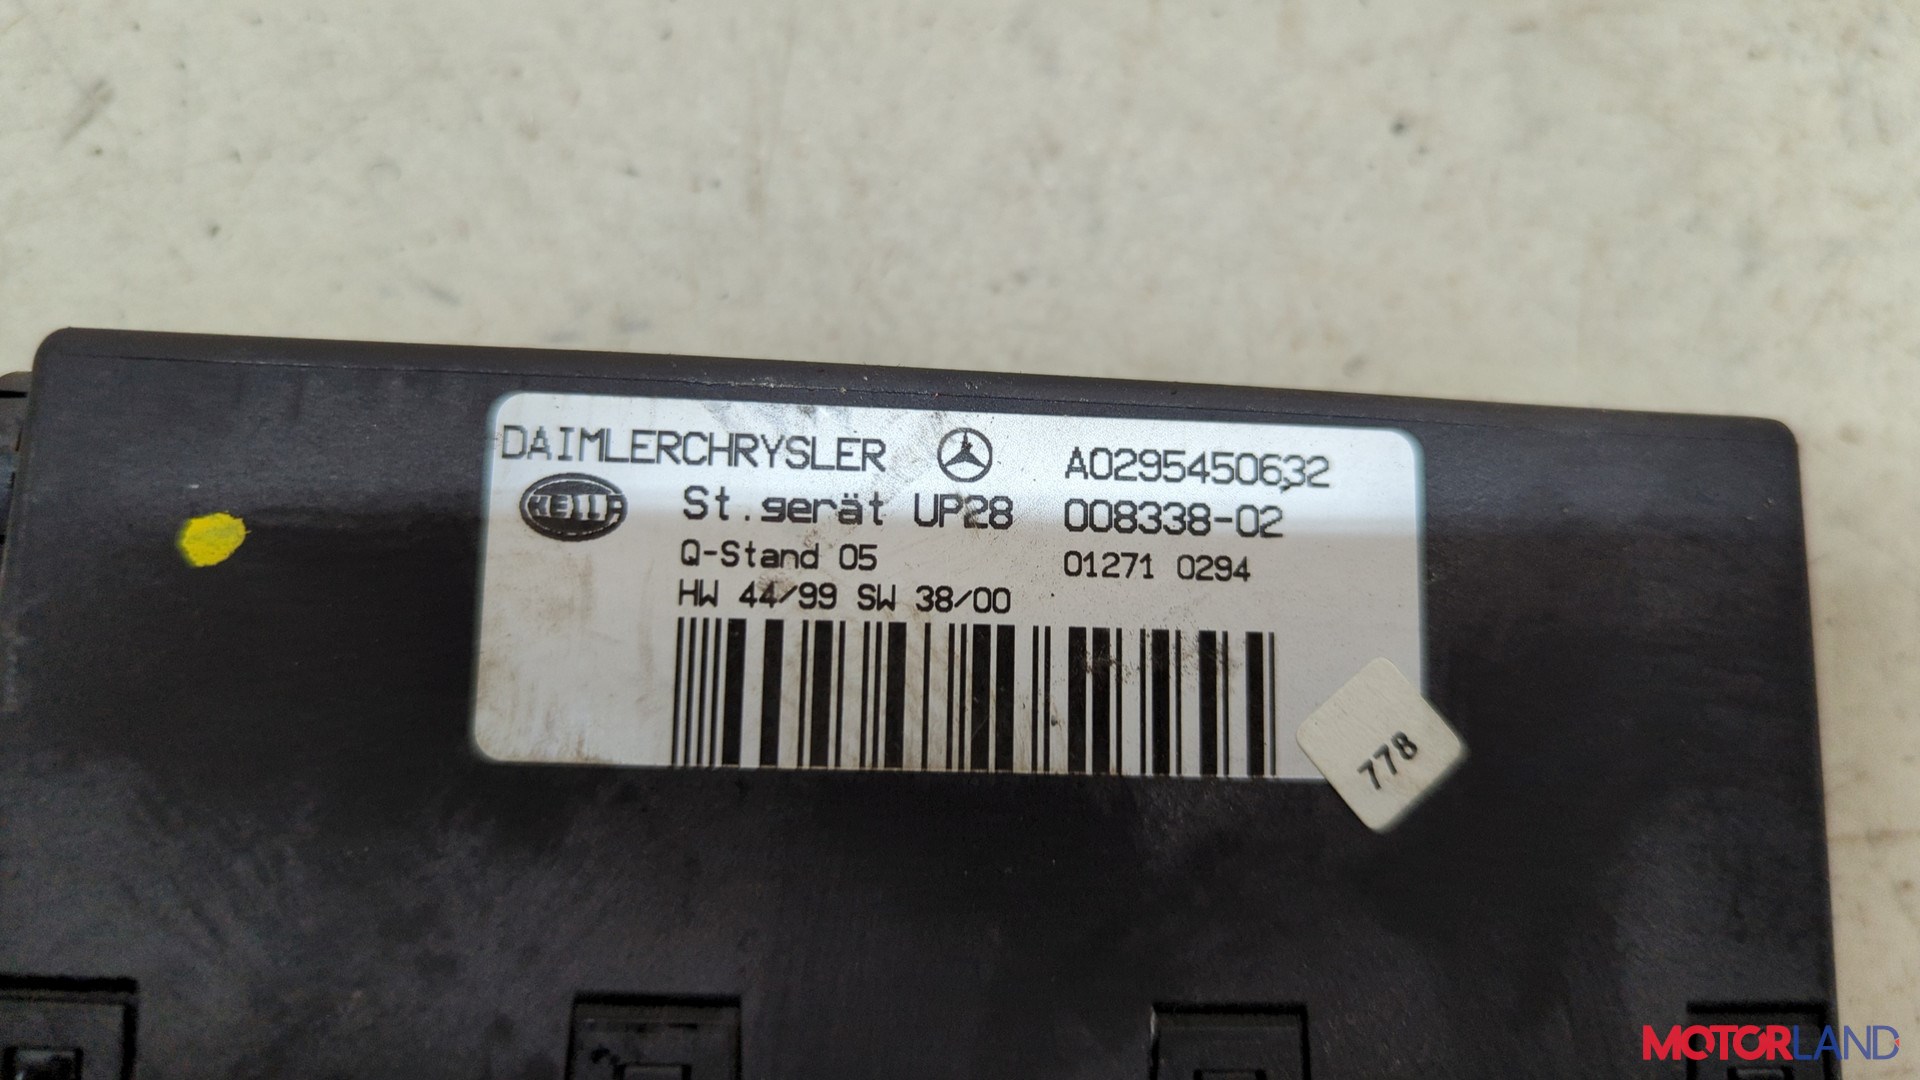 DAIMLERCHRYSLER A0295450632
HELLA St.gerät UP28 008338-02
Q-Stand 05 01271 0294
HW 44/99 SW 38/00
778
MOTORLAND